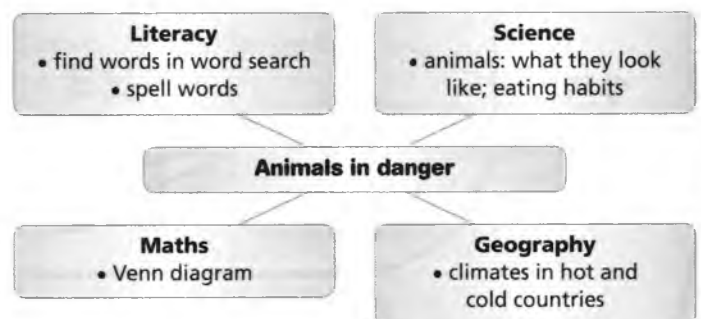 Literacy
• find words in word search
• spell words
Science
• animals: what they look
like; eating habits
Animals in danger
Maths
• Venn diagram
Geography
• climates in hot and
cold countries